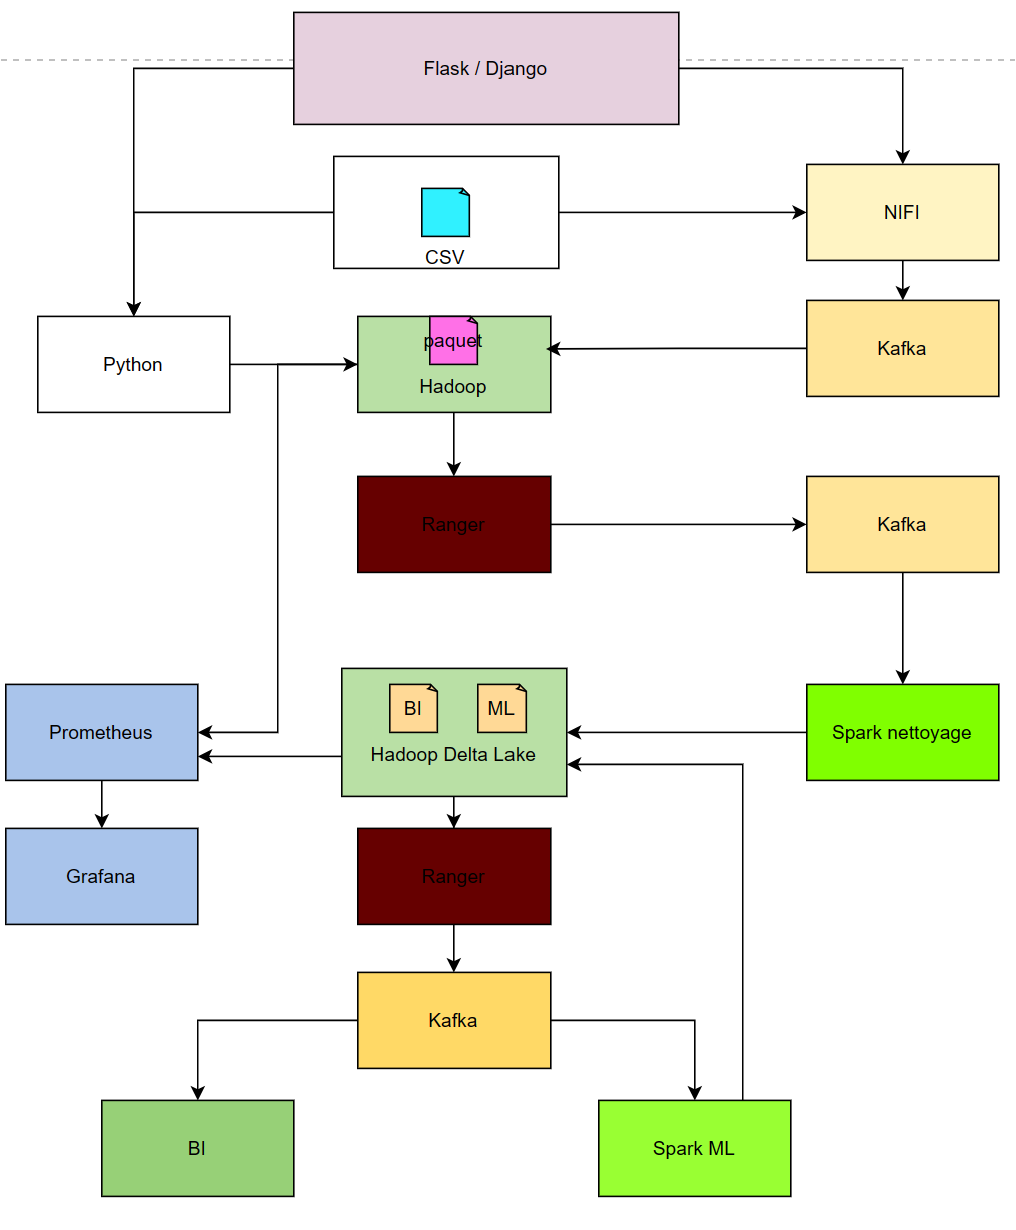 Flask / Django
CSV
NIFI
Python
paquet
Hadoop
Kafka
Ranger
Kafka
Prometheus
BI
ML
Hadoop Delta Lake
Spark nettoyage
Grafana
Ranger
Kafka
BI
Spark ML